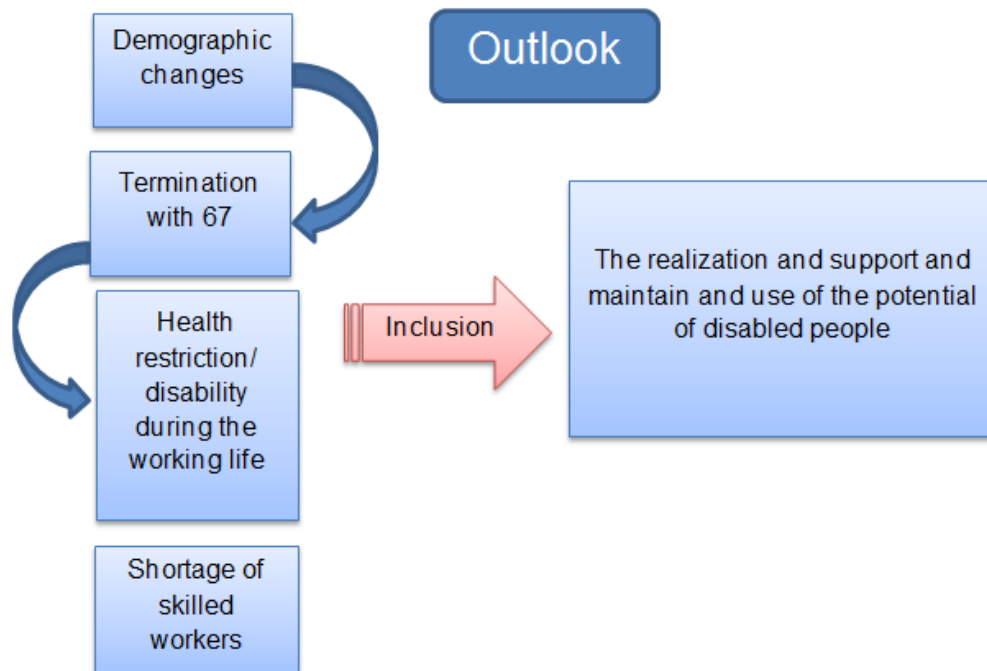 Outlook
Demographic
changes
Termination
with 67
Health
restriction/
disability
during the
working life
Shortage of
skilled
workers
Inclusion
The realization and support and
maintain and use of the potential
of disabled people